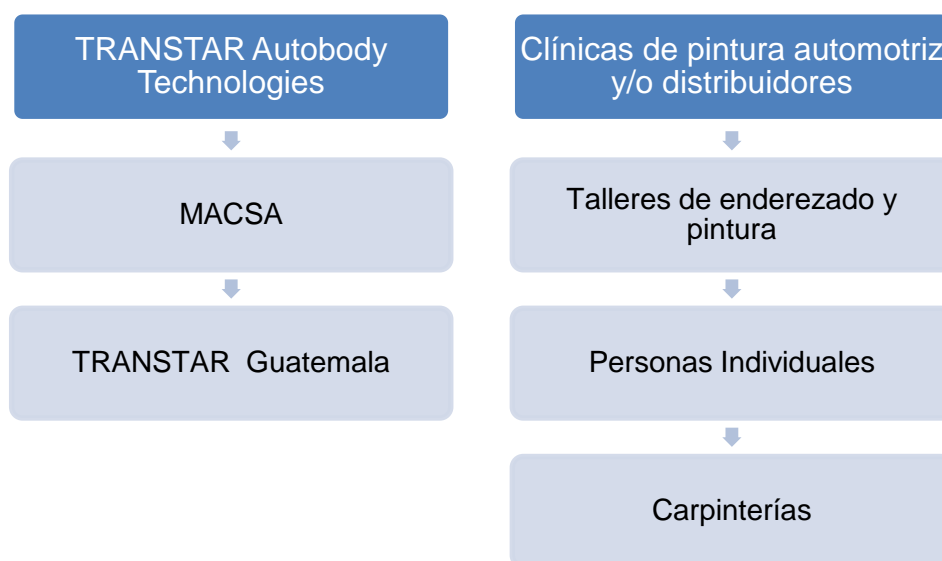 TRANSTAR Autobody
Technologies
MACSA
TRANSTAR Guatemala
Clínicas de pintura automotriz
y/o distribuidores
Talleres de enderezado y
pintura
Personas Individuales
Carpinterías